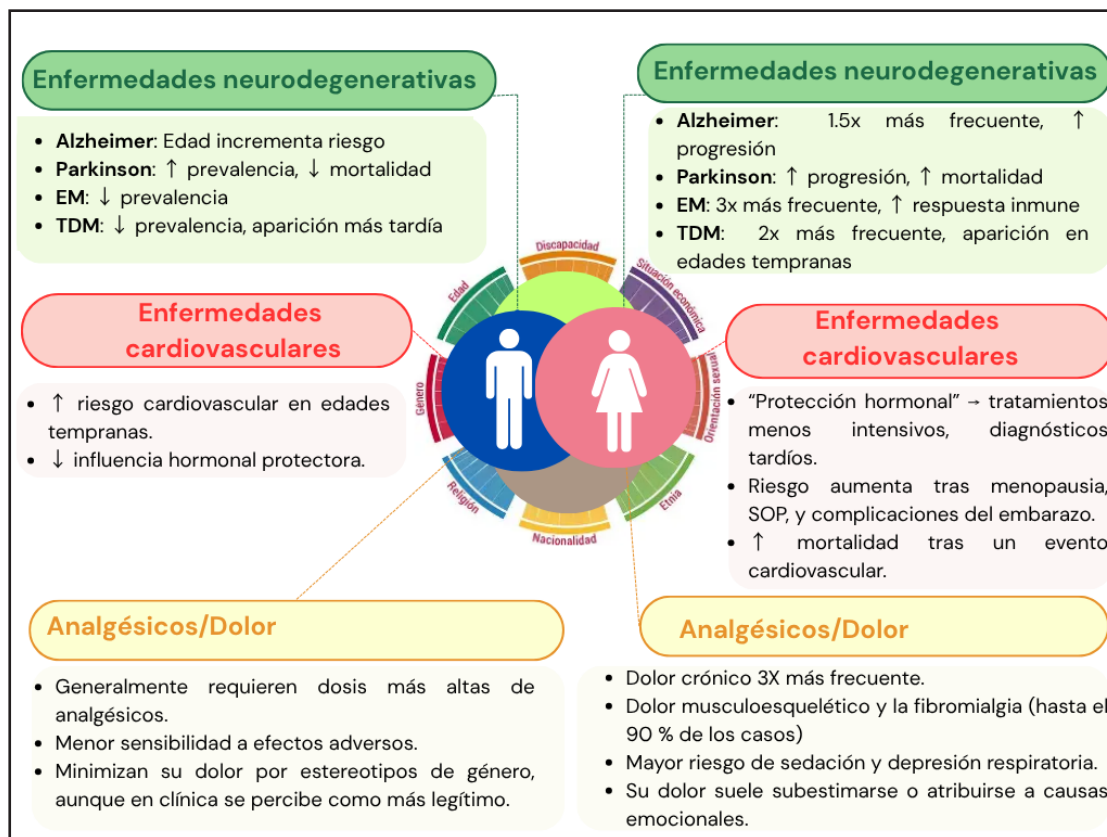 Enfermedades neurodegenerativas
• Alzheimer: Edad incrementa riesgo
• Parkinson: ↑ prevalencia, ↓ mortalidad
• EM: ↓ prevalencia
• TDM: ↓ prevalencia, aparición más tardía
Enfermedades neurodegenerativas
• Alzheimer: 1.5x más frecuente, ↑
progresión
• Parkinson: ↑ progresión, ↑ mortalidad
• EM: 3x más frecuente, ↑ respuesta inmune
• TDM: 2x más frecuente, aparición en
edades tempranas
Discapacidad
Edad
Situación económica
Género
Orientación sexual
Religión
Etnia
Nacionalidad
Enfermedades
cardiovasculares
• ↑ riesgo cardiovascular en edades
tempranas.
• ↓ influencia hormonal protectora.
Enfermedades
cardiovasculares
• “Protección hormonal” → tratamientos
menos intensivos, diagnósticos
tardíos.
• Riesgo aumenta tras menopausia,
SOP, y complicaciones del embarazo.
• ↑ mortalidad tras un evento
cardiovascular.
Analgésicos/Dolor
• Generalmente requieren dosis más altas de
analgésicos.
• Menor sensibilidad a efectos adversos.
• Minimizan su dolor por estereotipos de género,
aunque en clínica se percibe como más legítimo.
Analgésicos/Dolor
• Dolor crónico 3X más frecuente.
• Dolor musculoesquelético y la fibromialgia (hasta el
90 % de los casos)
• Mayor riesgo de sedación y depresión respiratoria.
• Su dolor suele subestimarse o atribuirse a causas
emocionales.